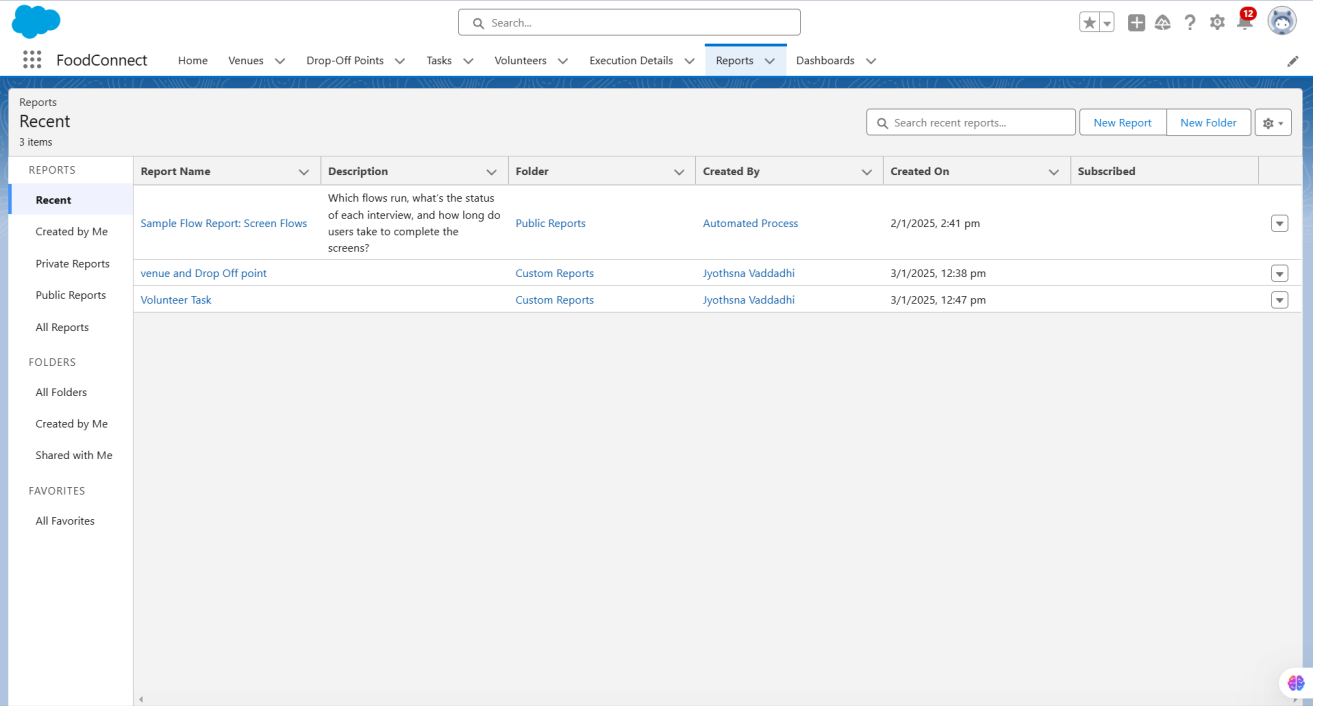 Search...
12
FoodConnect Home Venues Drop-Off Points Tasks Volunteers Execution Details Reports Dashboards
Reports
Recent
3 items
Search recent reports...
New Report
New Folder
REPORTS
Recent
Created by Me
Private Reports
Public Reports
All Reports
FOLDERS
All Folders
Created by Me
Shared with Me
FAVORITES
All Favorites
Report Name Description Folder Created By Created On Subscribed
Sample Flow Report: Screen Flows
Which flows run, what's the status
of each interview, and how long do
users take to complete the
screens?
Public Reports
Automated Process
2/1/2025, 2:41 pm
venue and Drop Off point Custom Reports Jyothsna Vaddadhi 3/1/2025, 12:38 pm
Volunteer Task Custom Reports Jyothsna Vaddadhi 3/1/2025, 12:47 pm